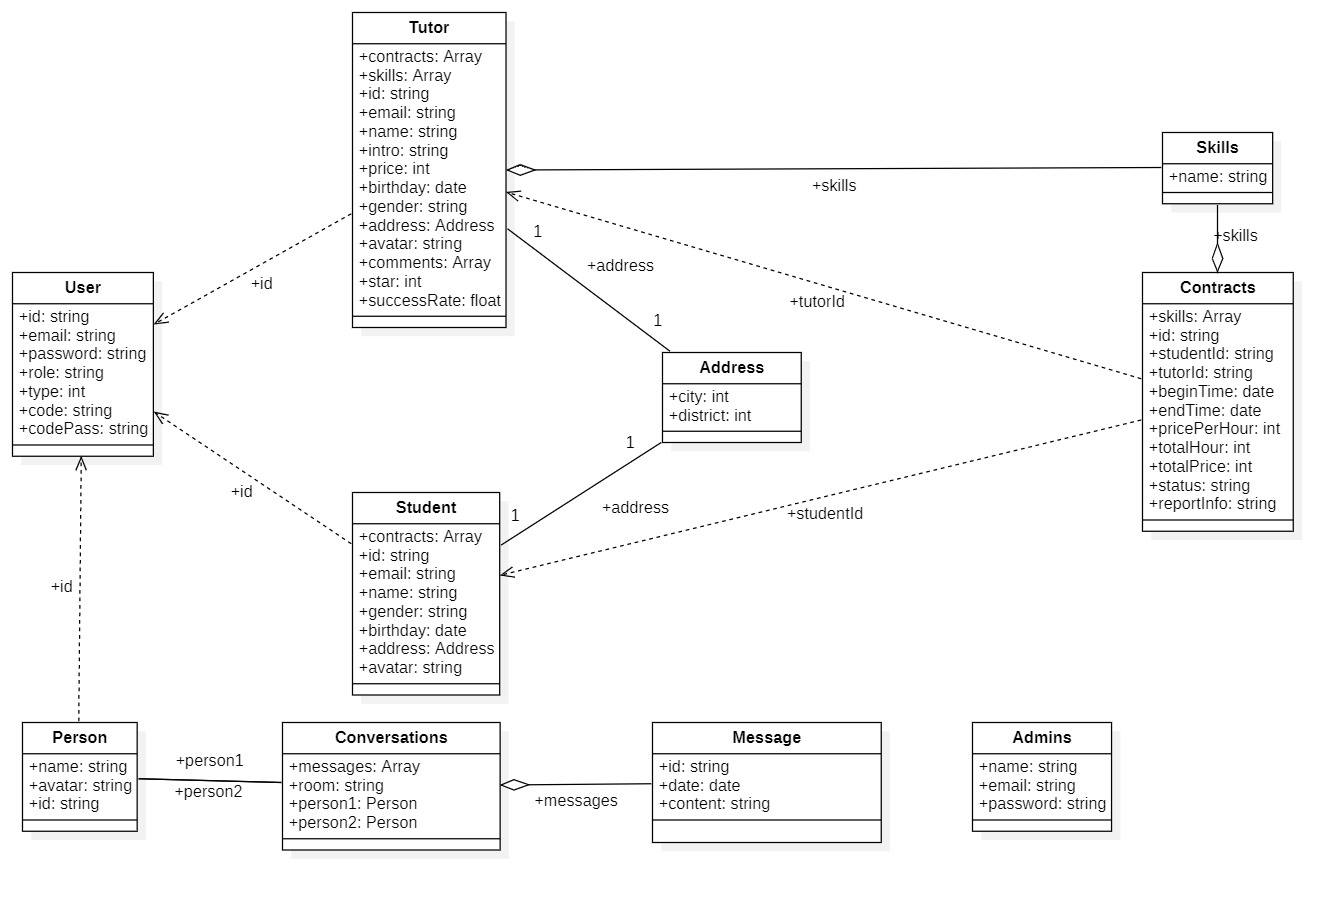 Tutor
+contracts: Array
+skills: Array
+id: string
+email: string
+name: string
+intro: string
+price: int
+birthday: date
+gender: string
+address: Address
+avatar: string
+comments: Array
+star: int
+successRate: float
Skills
+name: string
+skills
+skills
1
+address
1
+tutorId
+id
User
+id: string
+email: string
+password: string
+role: string
+type: int
+code: string
+codePass: string
Address
+city: int
+district: int
Contracts
+skills: Array
+id: string
+studentId: string
+tutorId: string
+beginTime: date
+endTime: date
+pricePerHour: int
+totalHour: int
+totalPrice: int
+status: string
+reportInfo: string
1
+address
1
+studentId
+id
Student
+contracts: Array
+id: string
+email: string
+name: string
+gender: string
+birthday: date
+address: Address
+avatar: string
+id
Person
+name: string
+avatar: string
+id: string
+person1
+person2
Conversations
+messages: Array
+room: string
+person1: Person
+person2: Person
+messages
Message
+id: string
+date: date
+content: string
Admins
+name: string
+email: string
+password: string